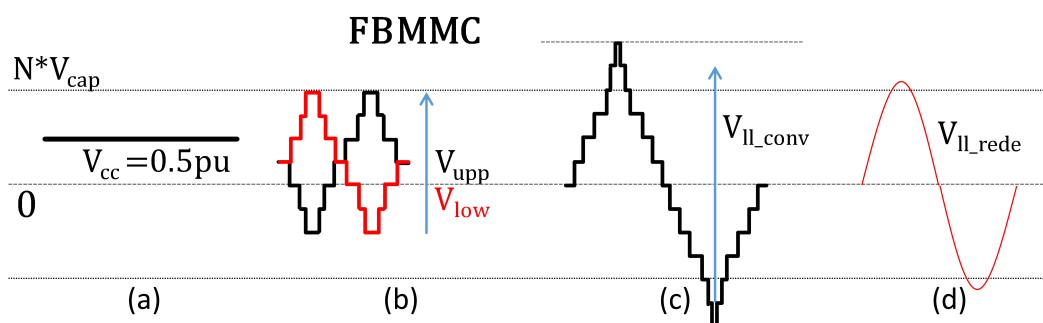 FBMMC
N*Vcap
Vcc =0.5pu
Vupp
Vlow
Vll_conv
Vll_rede
0
(a)
(b)
(c)
(d)